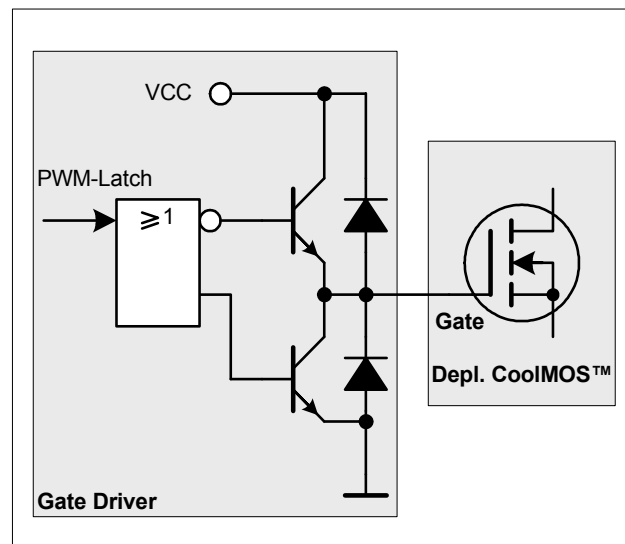 VCC
PWM-Latch
≥1
Gate
Depl. CoolMOS™
Gate Driver